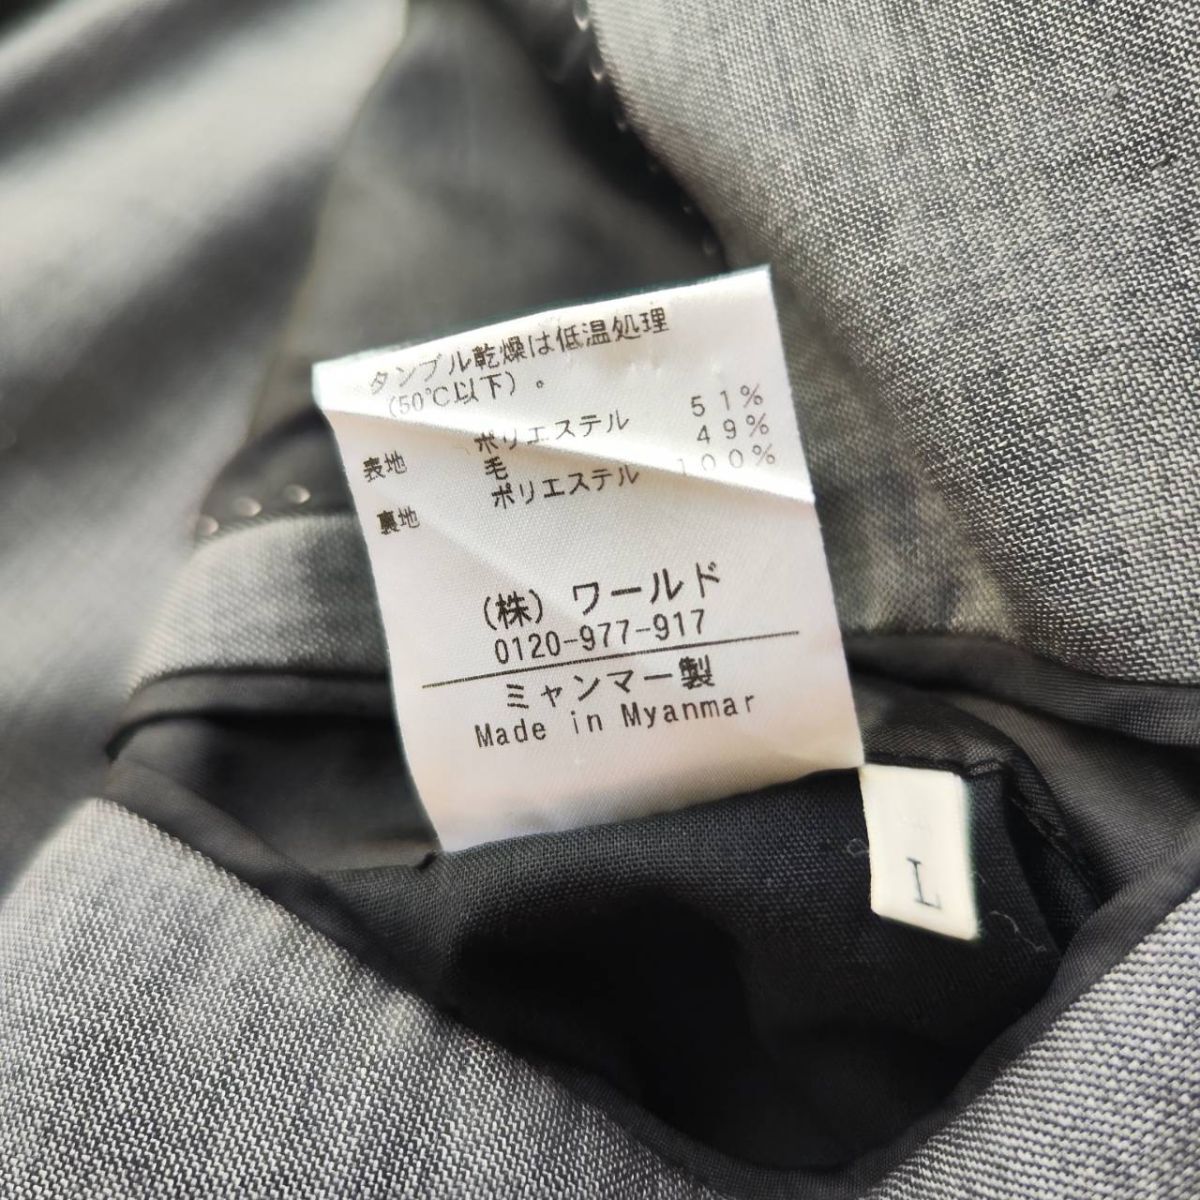 タンブル乾燥は低温処理
(50℃以下)。
表地 ポリエステル 51%
毛 49%
裏地 ポリエステル 100%
(株) ワールド
0120-977-917
ミャンマー製
Made in Myanmar
L